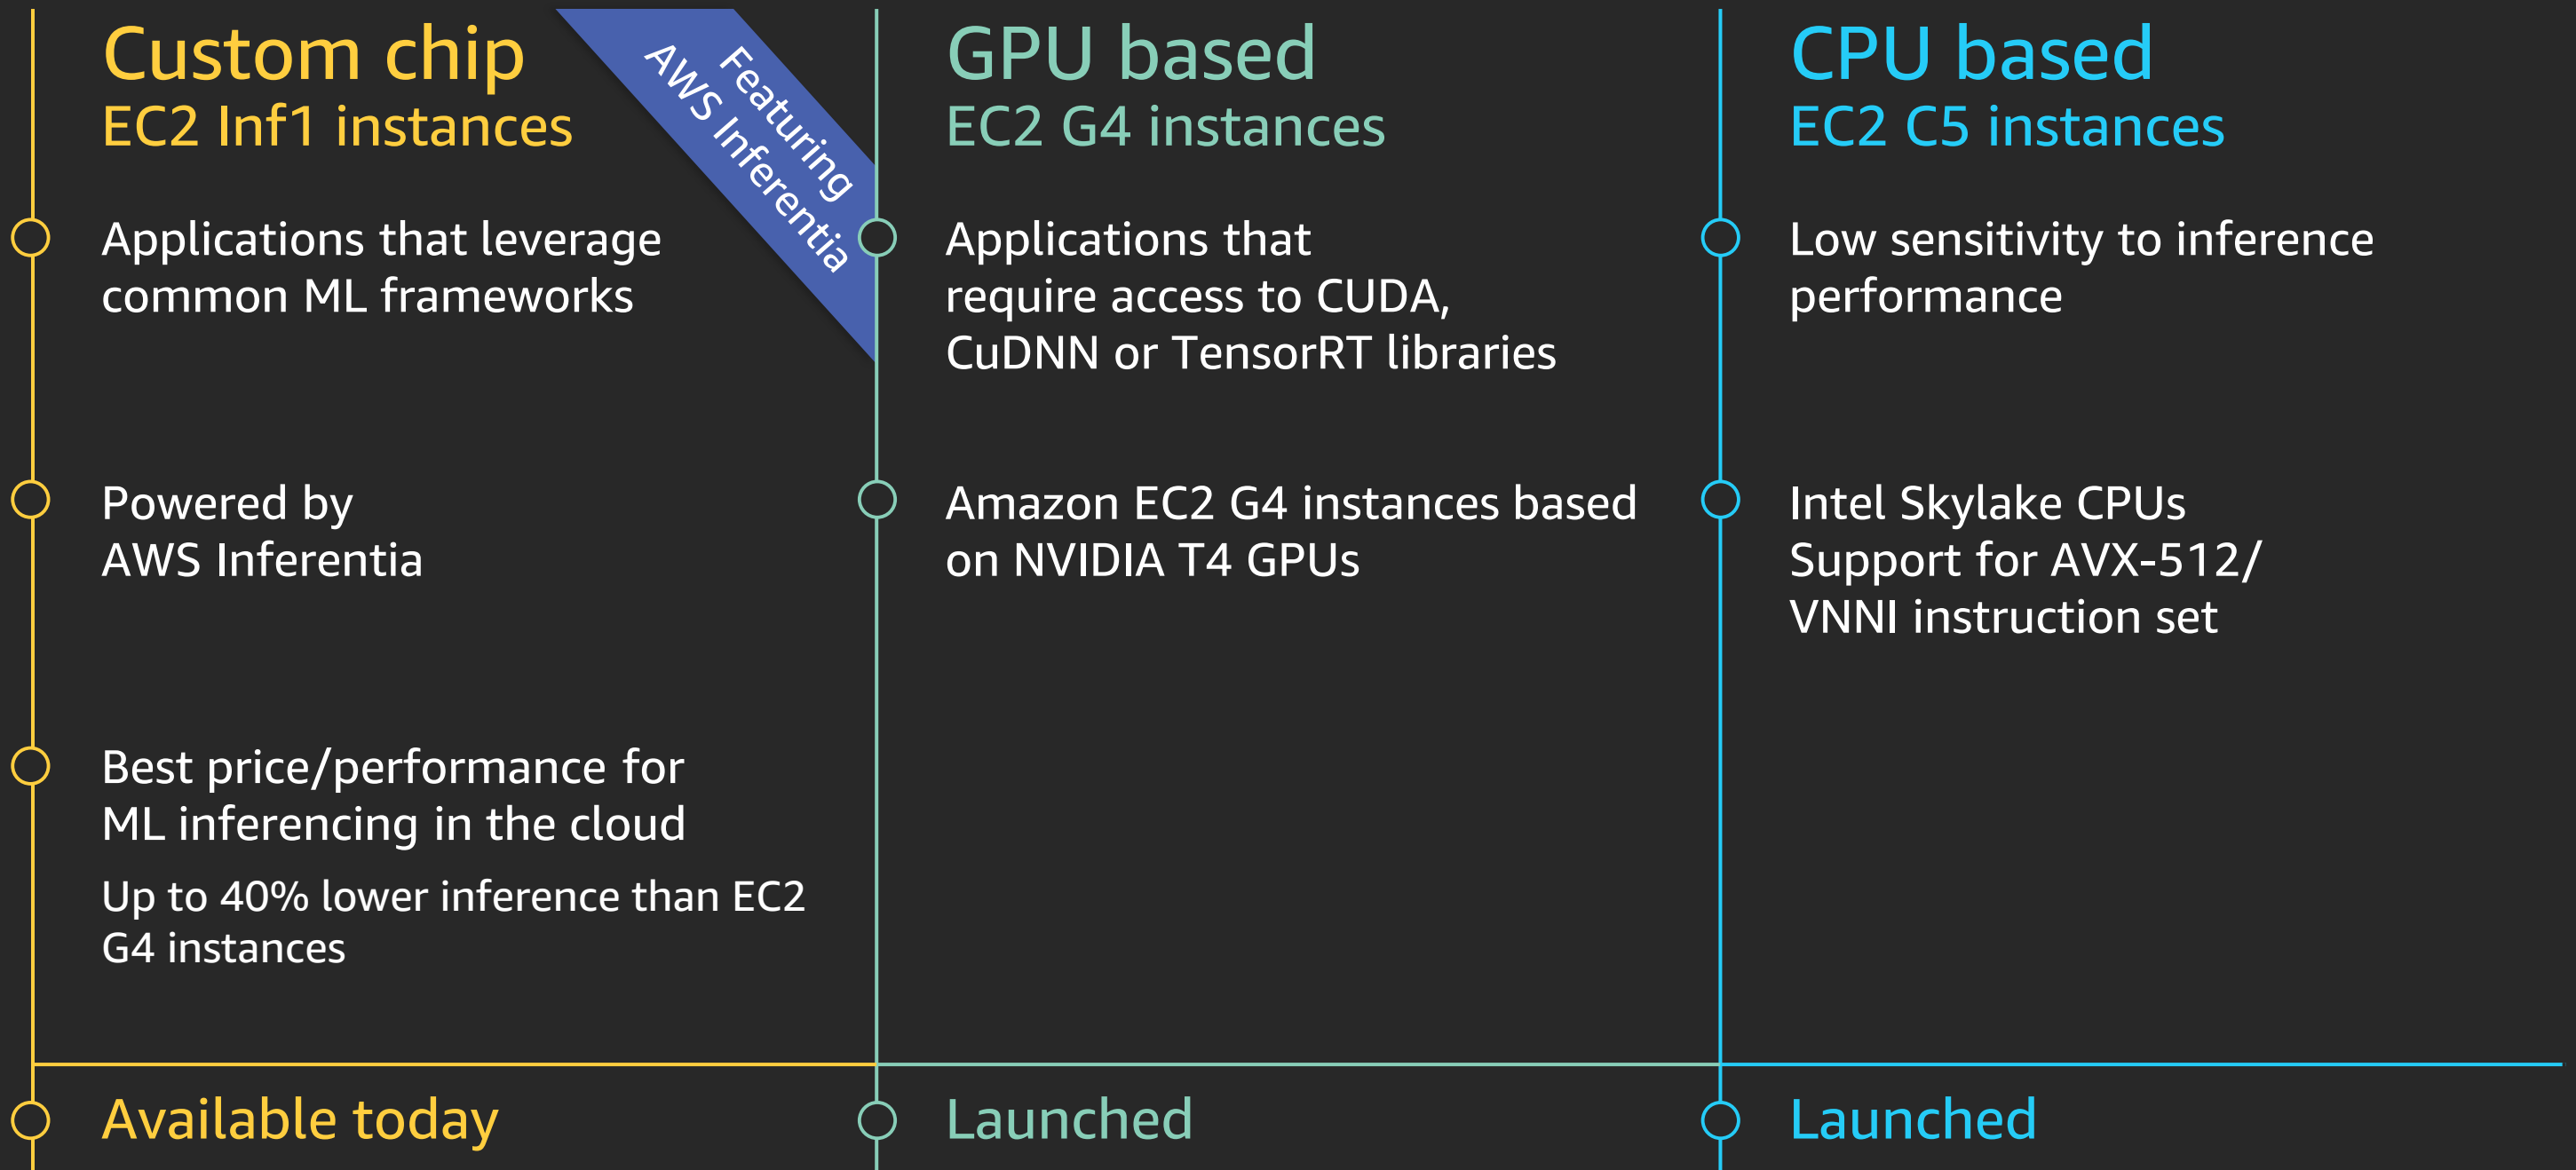 Custom chip
EC2 Inf1 instances
Featuring
AWS Inferentia
Applications that leverage
common ML frameworks
Powered by
AWS Inferentia
Best price/performance for
ML inferencing in the cloud
Up to 40% lower inference than EC2
G4 instances
Available today
GPU based
EC2 G4 instances
Applications that
require access to CUDA,
CuDNN or TensorRT libraries
Amazon EC2 G4 instances based
on NVIDIA T4 GPUs
Launched
CPU based
EC2 C5 instances
Low sensitivity to inference
performance
Intel Skylake CPUs
Support for AVX-512/
VNNI instruction set
Launched